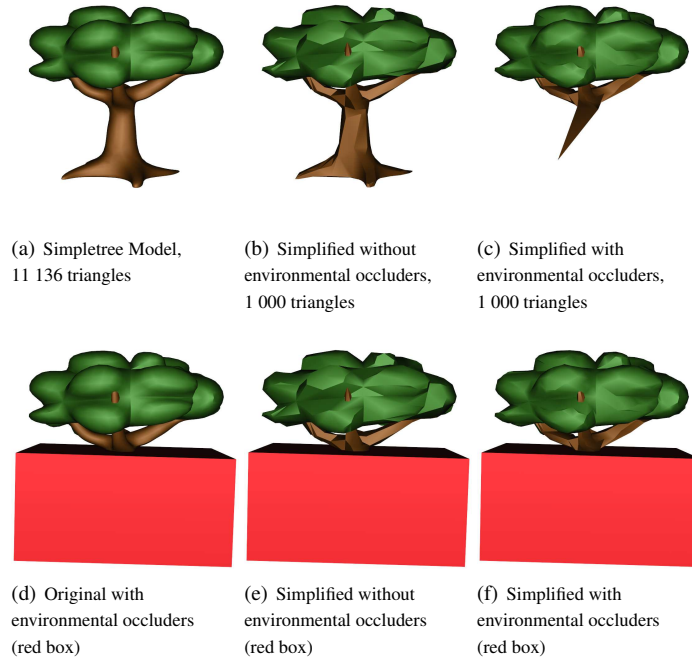 (a) Simpletree Model,
11 136 triangles
(b) Simplified without
environmental occluders,
1 000 triangles
(c) Simplified with
environmental occluders,
1 000 triangles
(d) Original with
environmental occluders
(red box)
(e) Simplified without
environmental occluders
(red box)
(f) Simplified with
environmental occluders
(red box)